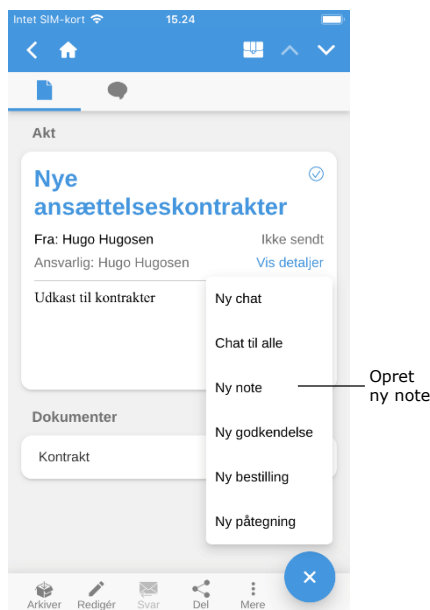 Intet SIM-kort 15.24
Akt
Nye
ansættelseskontrakter
Fra: Hugo Hugosen Ikke sendt
Ansvarlig: Hugo Hugosen Vis detaljer
Udkast til kontrakter
Ny chat
Chat til alle
Ny note
Ny godkendelse
Ny bestilling
Ny påtegning
Opret
ny note
Dokumenter
Kontrakt
Arkiver Redigér Svar Del Mere